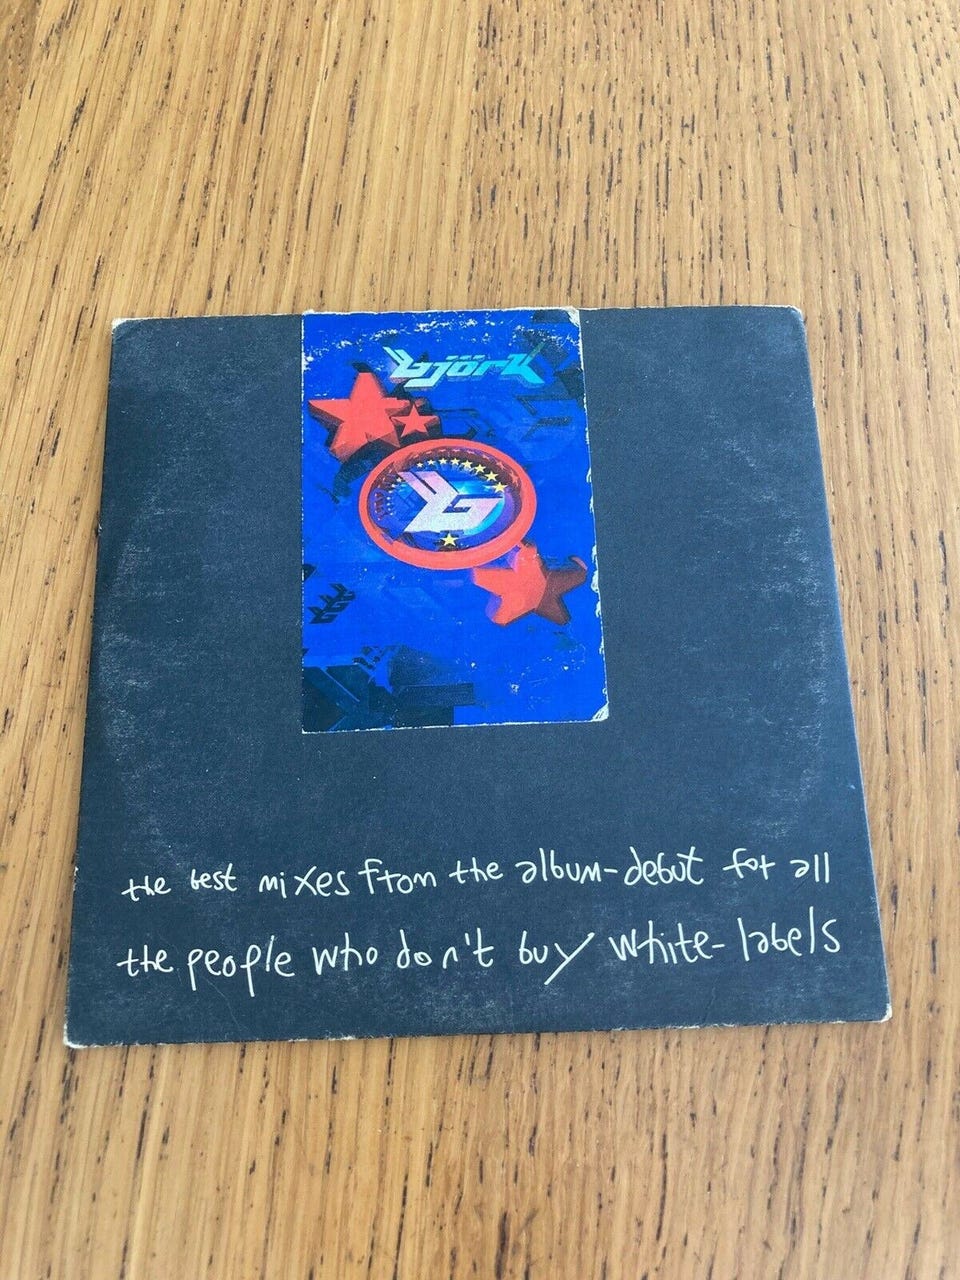 björk
the best mixes from the album-debut for all
the people who don't buy white-labels